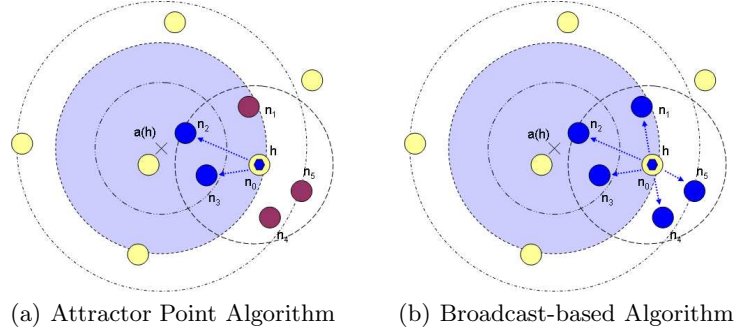 n₁
n₂
a(h)
h
n₃
n₀
n₅
n₄
n₁
n₂
a(h)
h
n₃
n₀
n₅
n₄
(a) Attractor Point Algorithm
(b) Broadcast-based Algorithm